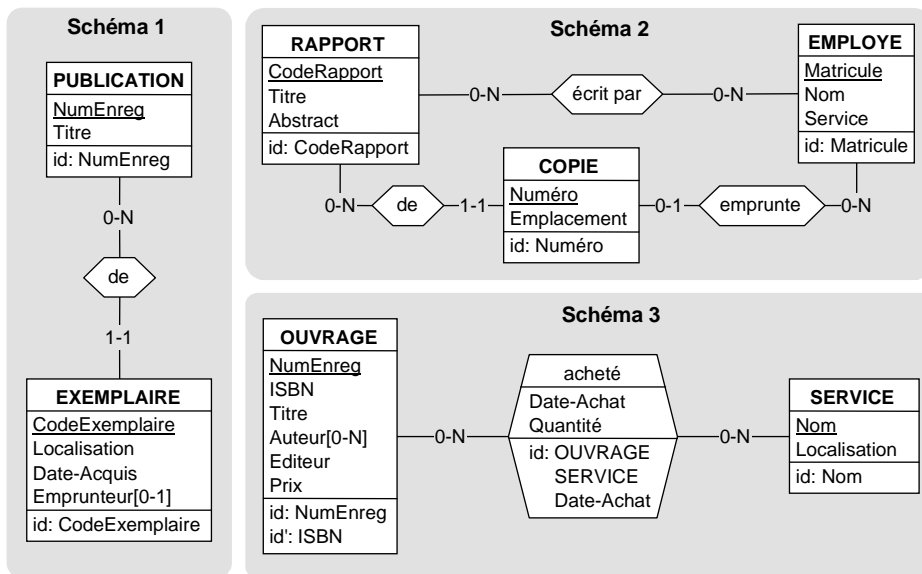 Schéma 1
PUBLICATION
NumEnreg
Titre
id: NumEnreg
0-N
de
1-1
EXEMPLAIRE
CodeExemplaire
Localisation
Date-Acquis
Emprunteur[0-1]
id: CodeExemplaire
Schéma 2
RAPPORT
CodeRapport
Titre
Abstract
id: CodeRapport
0-N
écrit par
0-N
EMPLOYE
Matricule
Nom
Service
id: Matricule
0-N
de
1-1
COPIE
Numéro
Emplacement
id: Numéro
0-1
emprunte
0-N
Schéma 3
OUVRAGE
NumEnreg
ISBN
Titre
Auteur[0-N]
Editeur
Prix
id: NumEnreg
id': ISBN
0-N
acheté
Date-Achat
Quantité
id: OUVRAGE
SERVICE
Date-Achat
0-N
SERVICE
Nom
Localisation
id: Nom